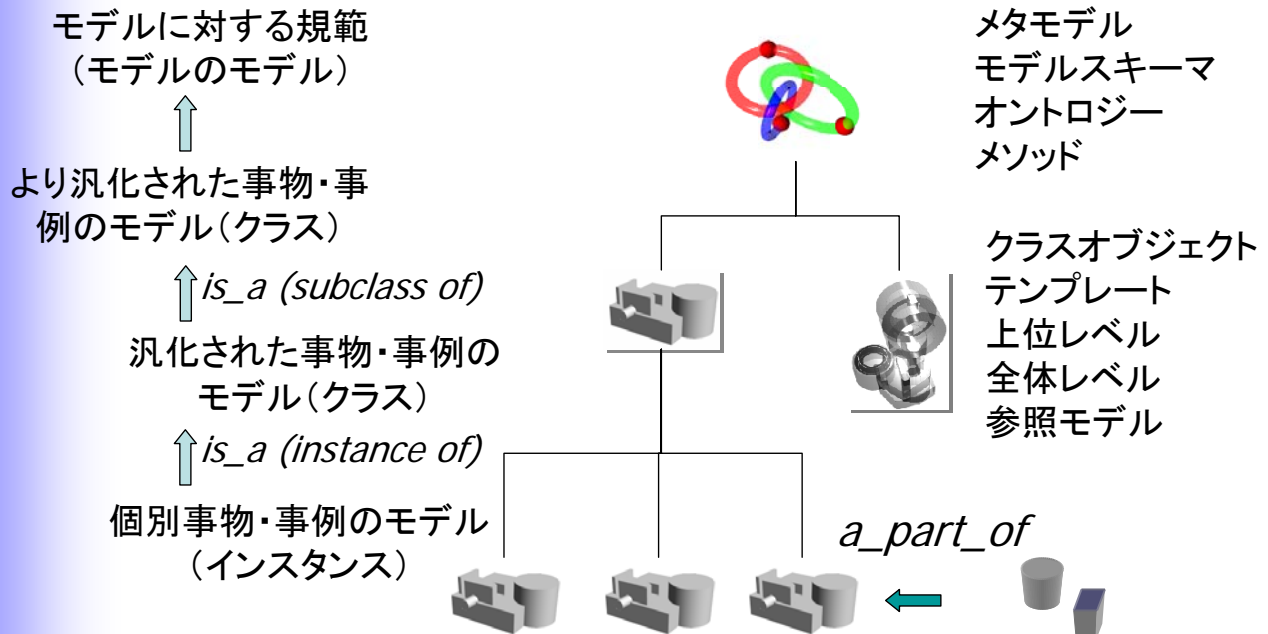 モデルに対する規範
(モデルのモデル)
より汎化された事物・事
例のモデル(クラス)
is_a (subclass of)
汎化された事物・事例の
モデル(クラス)
is_a (instance of)
個別事物・事例のモデル
(インスタンス)
メタモデル
モデルスキーマ
オントロジー
メソッド
クラスオブジェクト
テンプレート
上位レベル
全体レベル
参照モデル
a_part_of